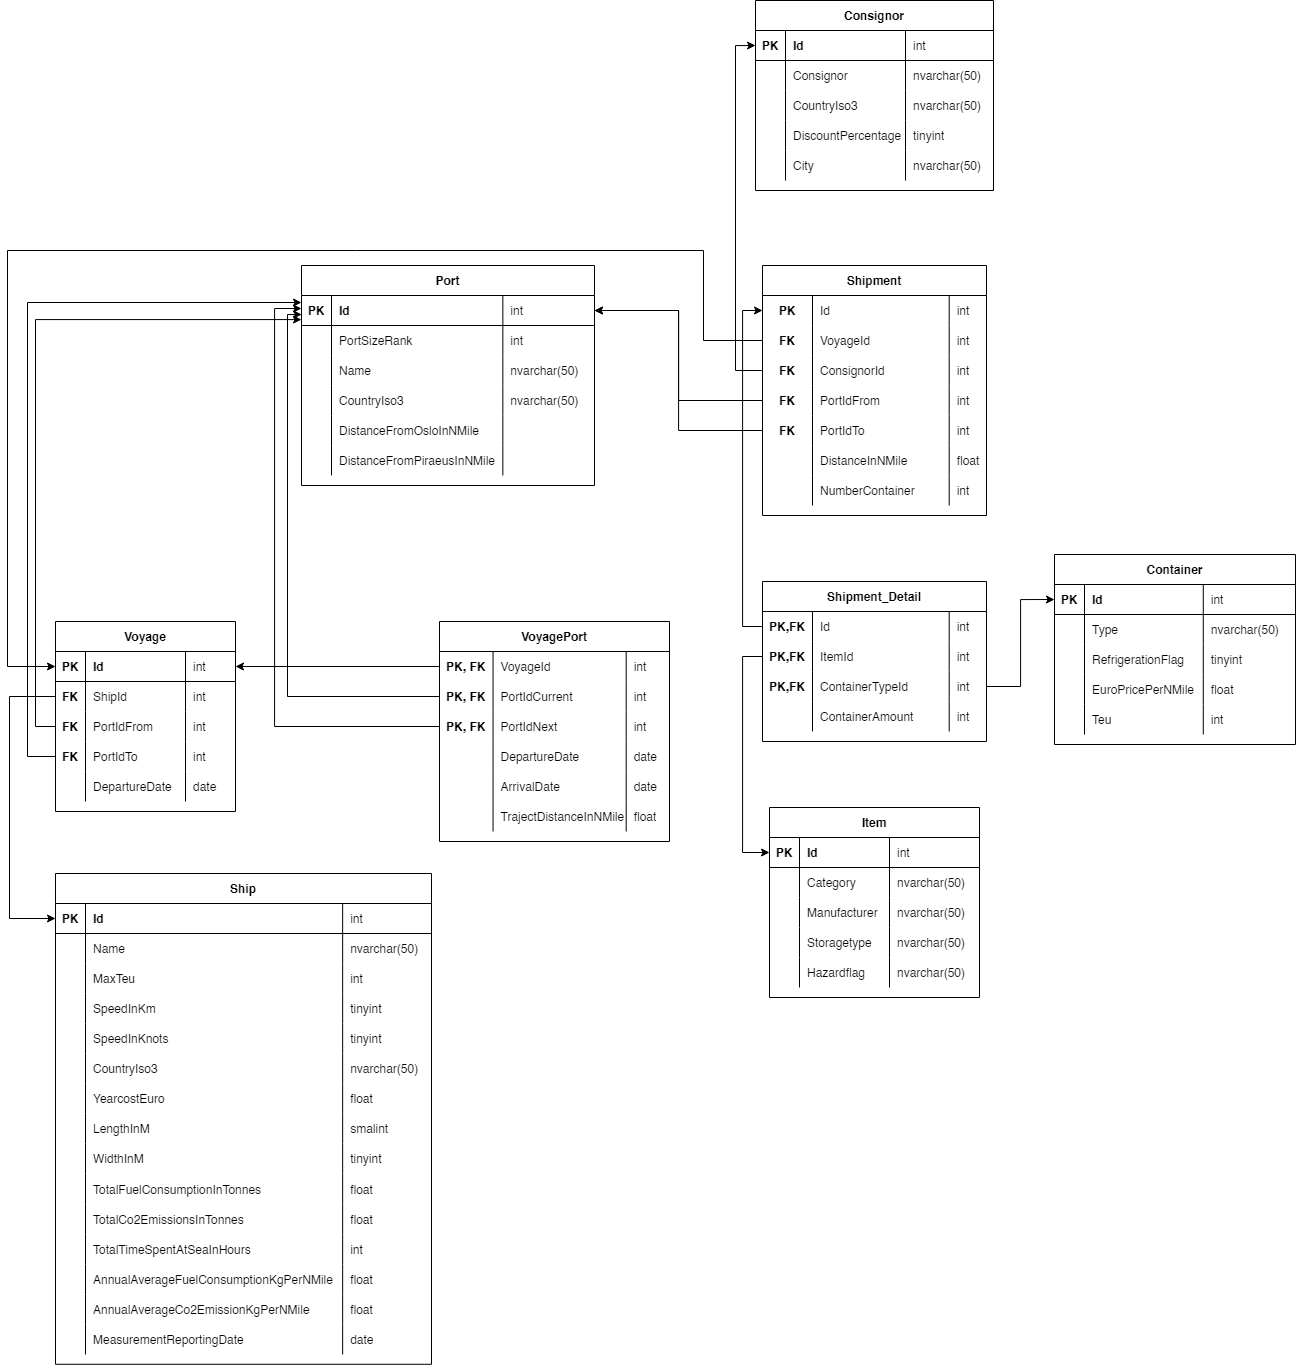 Consignor
PK Id int
Consignor nvarchar(50)
CountryIso3 nvarchar(50)
DiscountPercentage tinyint
City nvarchar(50)
Port
PK Id int
PortSizeRank int
Name nvarchar(50)
CountryIso3 nvarchar(50)
DistanceFromOsloInNMile
DistanceFromPiraeusInNMile
Shipment
PK Id int
FK VoyageId int
FK ConsignorId int
FK PortIdFrom int
FK PortIdTo int
DistanceInNMile float
NumberContainer int
Shipment_Detail
PK,FK Id int
PK,FK ItemId int
PK,FK ContainerTypeId int
ContainerAmount int
Container
PK Id int
Type nvarchar(50)
RefrigerationFlag tinyint
EuroPricePerNMile float
Teu int
Voyage
PK Id int
FK ShipId int
FK PortIdFrom int
FK PortIdTo int
DepartureDate date
VoyagePort
PK, FK VoyageId int
PK, FK PortIdCurrent int
PK, FK PortIdNext int
DepartureDate date
ArrivalDate date
TrajectDistanceInNMile float
Item
PK Id int
Category nvarchar(50)
Manufacturer nvarchar(50)
Storagetype nvarchar(50)
Hazardflag nvarchar(50)
Ship
PK Id int
Name nvarchar(50)
MaxTeu int
SpeedInKm tinyint
SpeedInKnots tinyint
CountryIso3 nvarchar(50)
YearcostEuro float
LengthInM smalint
WidthInM tinyint
TotalFuelConsumptionInTonnes float
TotalCo2EmissionsInTonnes float
TotalTimeSpentAtSeaInHours int
AnnualAverageFuelConsumptionKgPerNMile float
AnnualAverageCo2EmissionKgPerNMile float
MeasurementReportingDate date